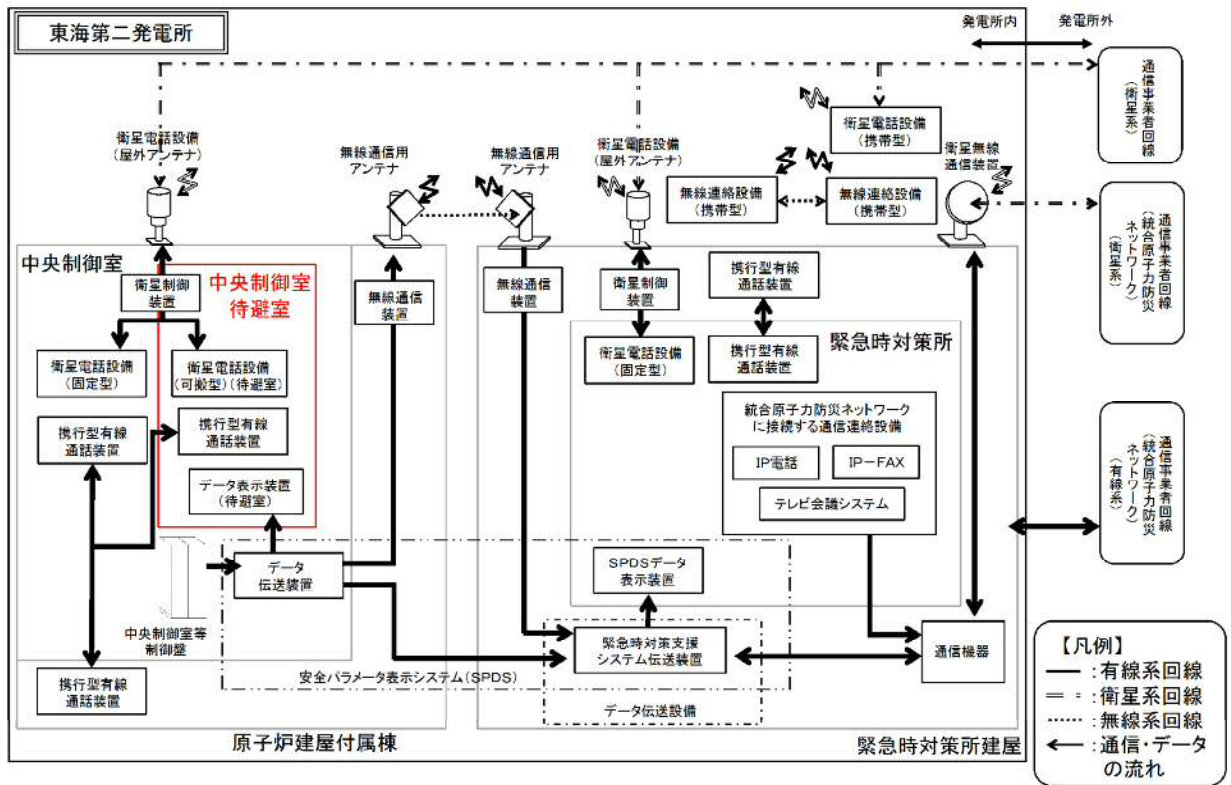 東海第二発電所
発電所内
発電所外
通信事業者回線
(衛星系)
衛星電話設備
(屋外アンテナ)
無線通信用
アンテナ
無線通信用
アンテナ
衛星電話設備
(屋外アンテナ)
衛星電話設備
(携帯型)
衛星無線
通信装置
無線連絡設備
(携帯型)
無線連絡設備
(携帯型)
通信事業者回線
(統合原子力防災
ネットワーク)
(衛星系)
中央制御室
衛星制御
装置
中央制御室
待避室
無線通信
装置
無線通信
装置
衛星制御
装置
携行型有線
通話装置
緊急時対策所
衛星電話設備
(固定型)
衛星電話設備
(可搬型)(待避室)
衛星電話設備
(固定型)
携行型有線
通話装置
携行型有線
通話装置
携行型有線
通話装置
統合原子力防災ネットワーク
に接続する通信連絡設備
IP電話
IP-FAX
テレビ会議システム
通信事業者回線
(統合原子力防災
ネットワーク)
(有線系)
データ表示装置
(待避室)
データ
伝送装置
SPDSデータ
表示装置
中央制御室等
制御盤
緊急時対策支援
システム伝送装置
通信機器
安全パラメータ表示システム(SPDS)
携行型有線
通話装置
データ伝送設備
原子炉建屋付属棟
緊急時対策所建屋
【凡例】
:有線系回線
:衛星系回線
:無線系回線
:通信・データ
の流れ